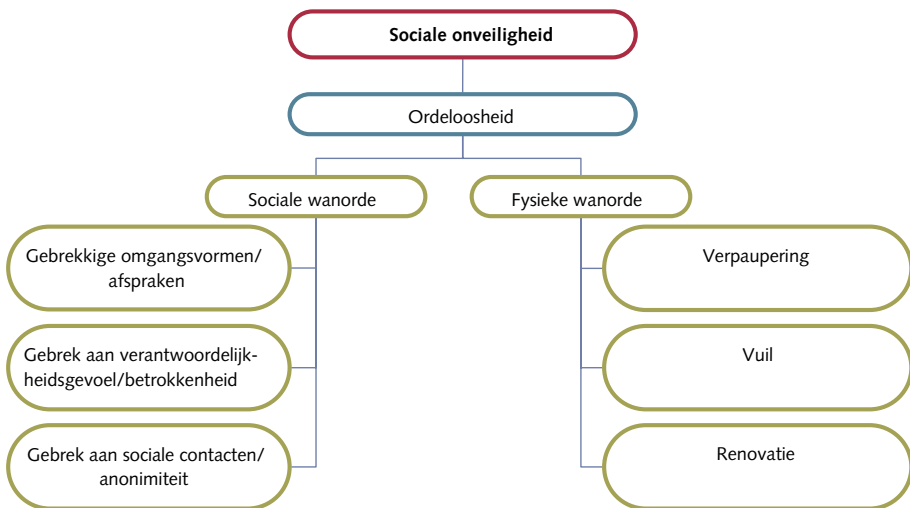 Sociale onveiligheid
Ordeloosheid
Sociale wanorde
Fysieke wanorde
Gebrekkige omgangsvormen/
afspraken
Verpaupering
Gebrek aan verantwoordelijk-
heidsgevoel/betrokkenheid
Vuil
Gebrek aan sociale contacten/
anonimiteit
Renovatie